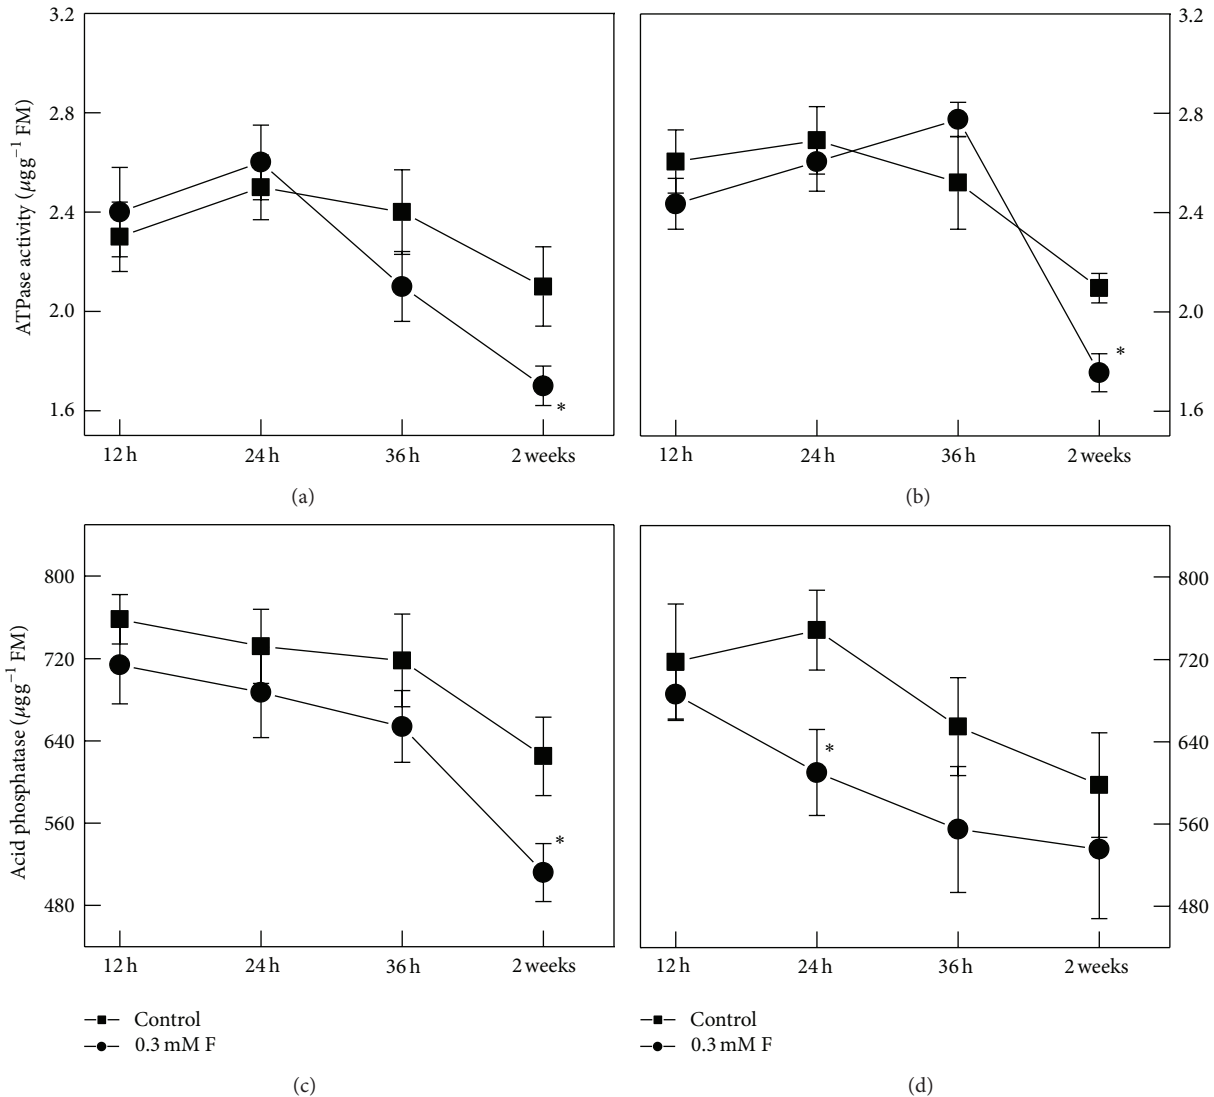 3.2
2.8
2.4
2.0
1.6
ATPase activity (μgg⁻¹ FM)
12 h 24 h 36 h 2 weeks
(a)
3.2
2.8
2.4
2.0
1.6
*
*
12 h 24 h 36 h 2 weeks
(b)
800
720
640
560
480
Acid phosphatase (μgg⁻¹ FM)
*
12 h 24 h 36 h 2 weeks
Control
0.3 mM F
(c)
800
720
640
560
480
*
12 h 24 h 36 h 2 weeks
Control
0.3 mM F
(d)